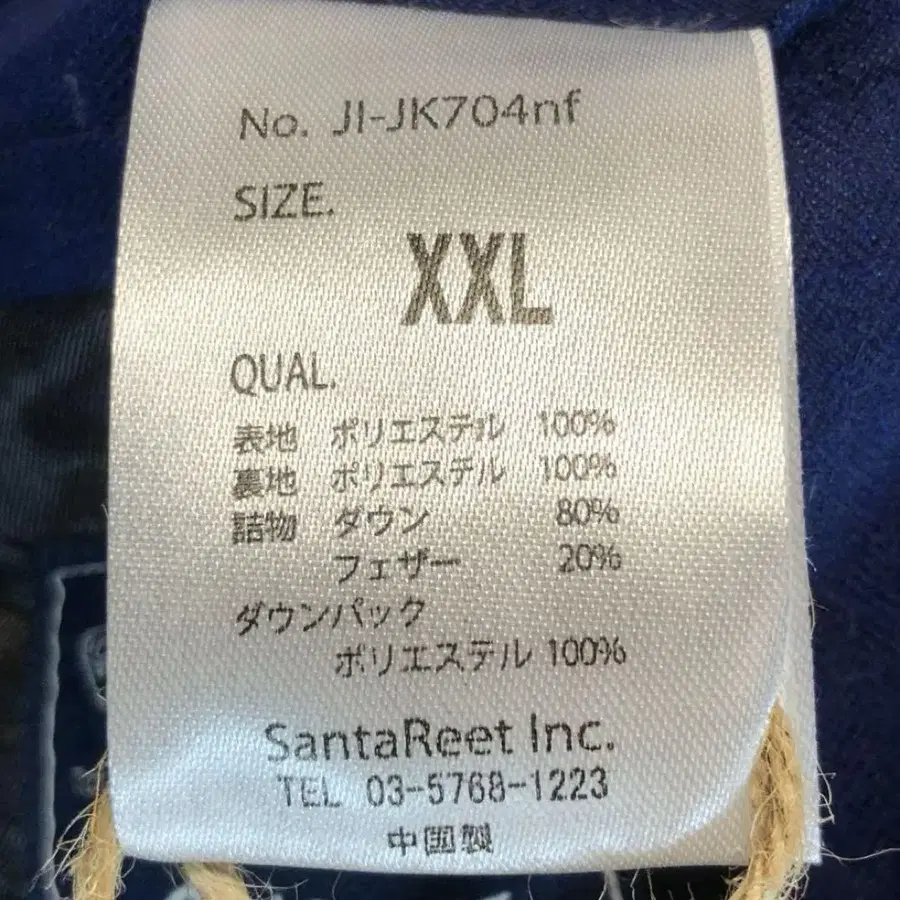 No. JI-JK704nf
SIZE.
XXL
QUAL.
表地 ポリエステル 100%
裏地 ポリエステル 100%
詰物 ダウン 80%
フェザー 20%
ダウンパック
ポリエステル 100%
SantaReet Inc.
TEL 03-5768-1223
中国製